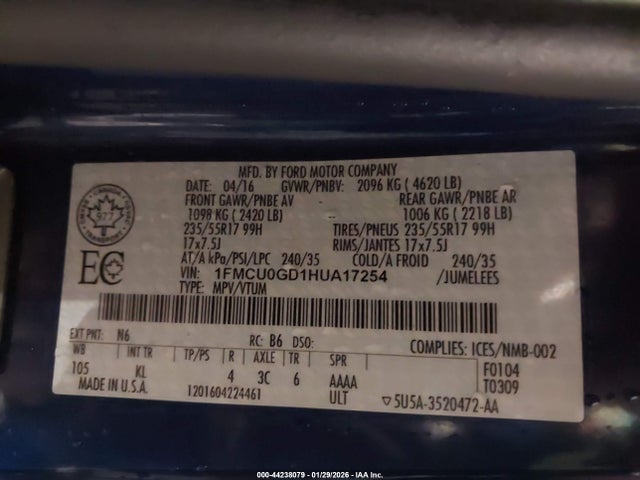 MFD. BY FORD MOTOR COMPANY
DATE: 04/16 GVWR/PNBV: 2096 KG ( 4620 LB)
FRONT GAWR/PNBE AV REAR GAWR/PNBE AR
1098 KG ( 2420 LB) 1006 KG ( 2218 LB)
235/55R17 99H TIRES/PNEUS 235/55R17 99H
17x7.5J RIMS/JANTES 17x7.5J
AT/A kPa/PSI/LPC 240/35 COLD/A FROID 240/35
VIN: 1FMCU0GD1HUA17254 /JUMELEES
TYPE: MPV/VTUM
CANADA
977
TRANSPORT
EC
EXT PNT: N6 RC: B6 DSO:
COMPLIES: ICES/NMB-002
WB INT TR TP/PS R AXLE TR SPR
105 KL 4 3C 6 AAAA
F0104
T0309
MADE IN U.S.A. 1201604224461 ULT 5U5A-3520472-AA
000-44238079 - 01/29/2026 - IAA Inc.